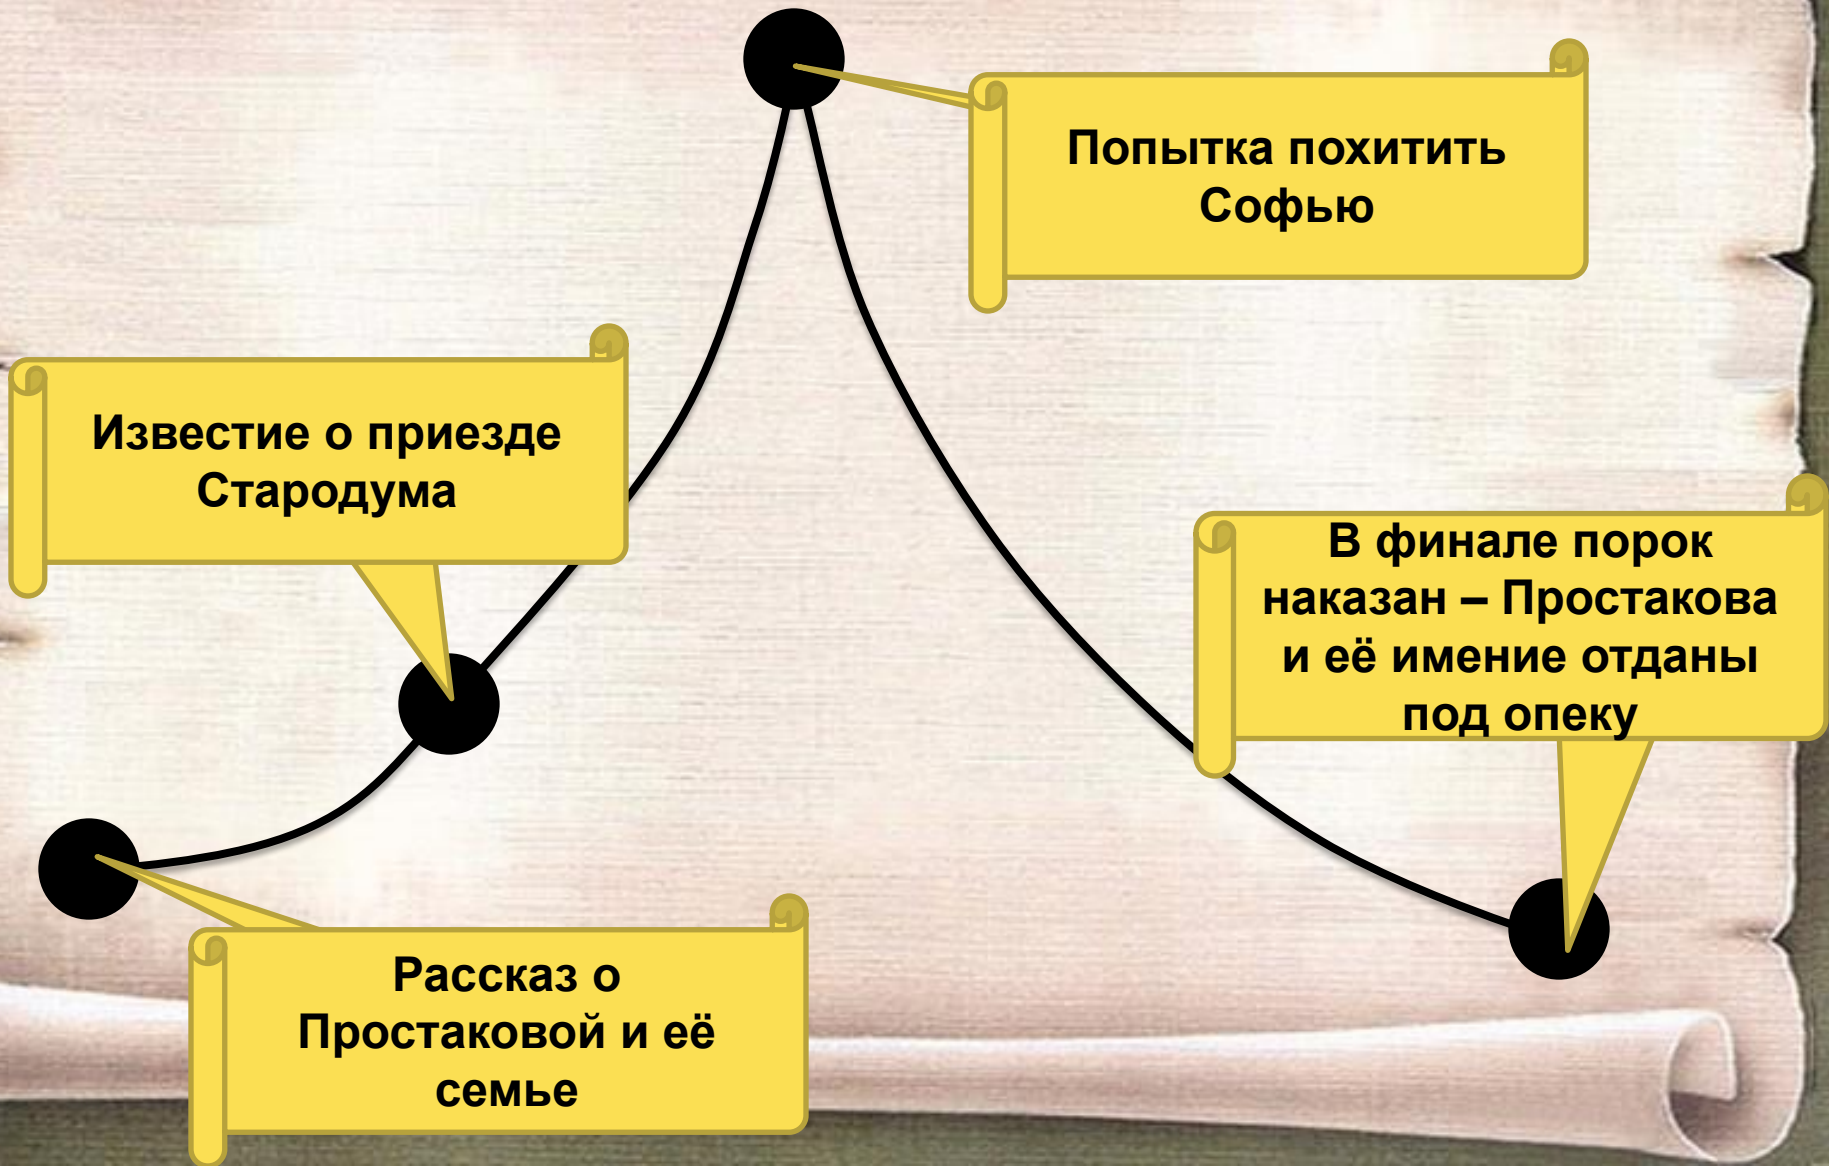 Попытка похитить
Софью
Известие о приезде
Стародума
В финале порок
наказан – Простакова
и её имение отданы
под опеку
Рассказ о
Простаковой и её
семье